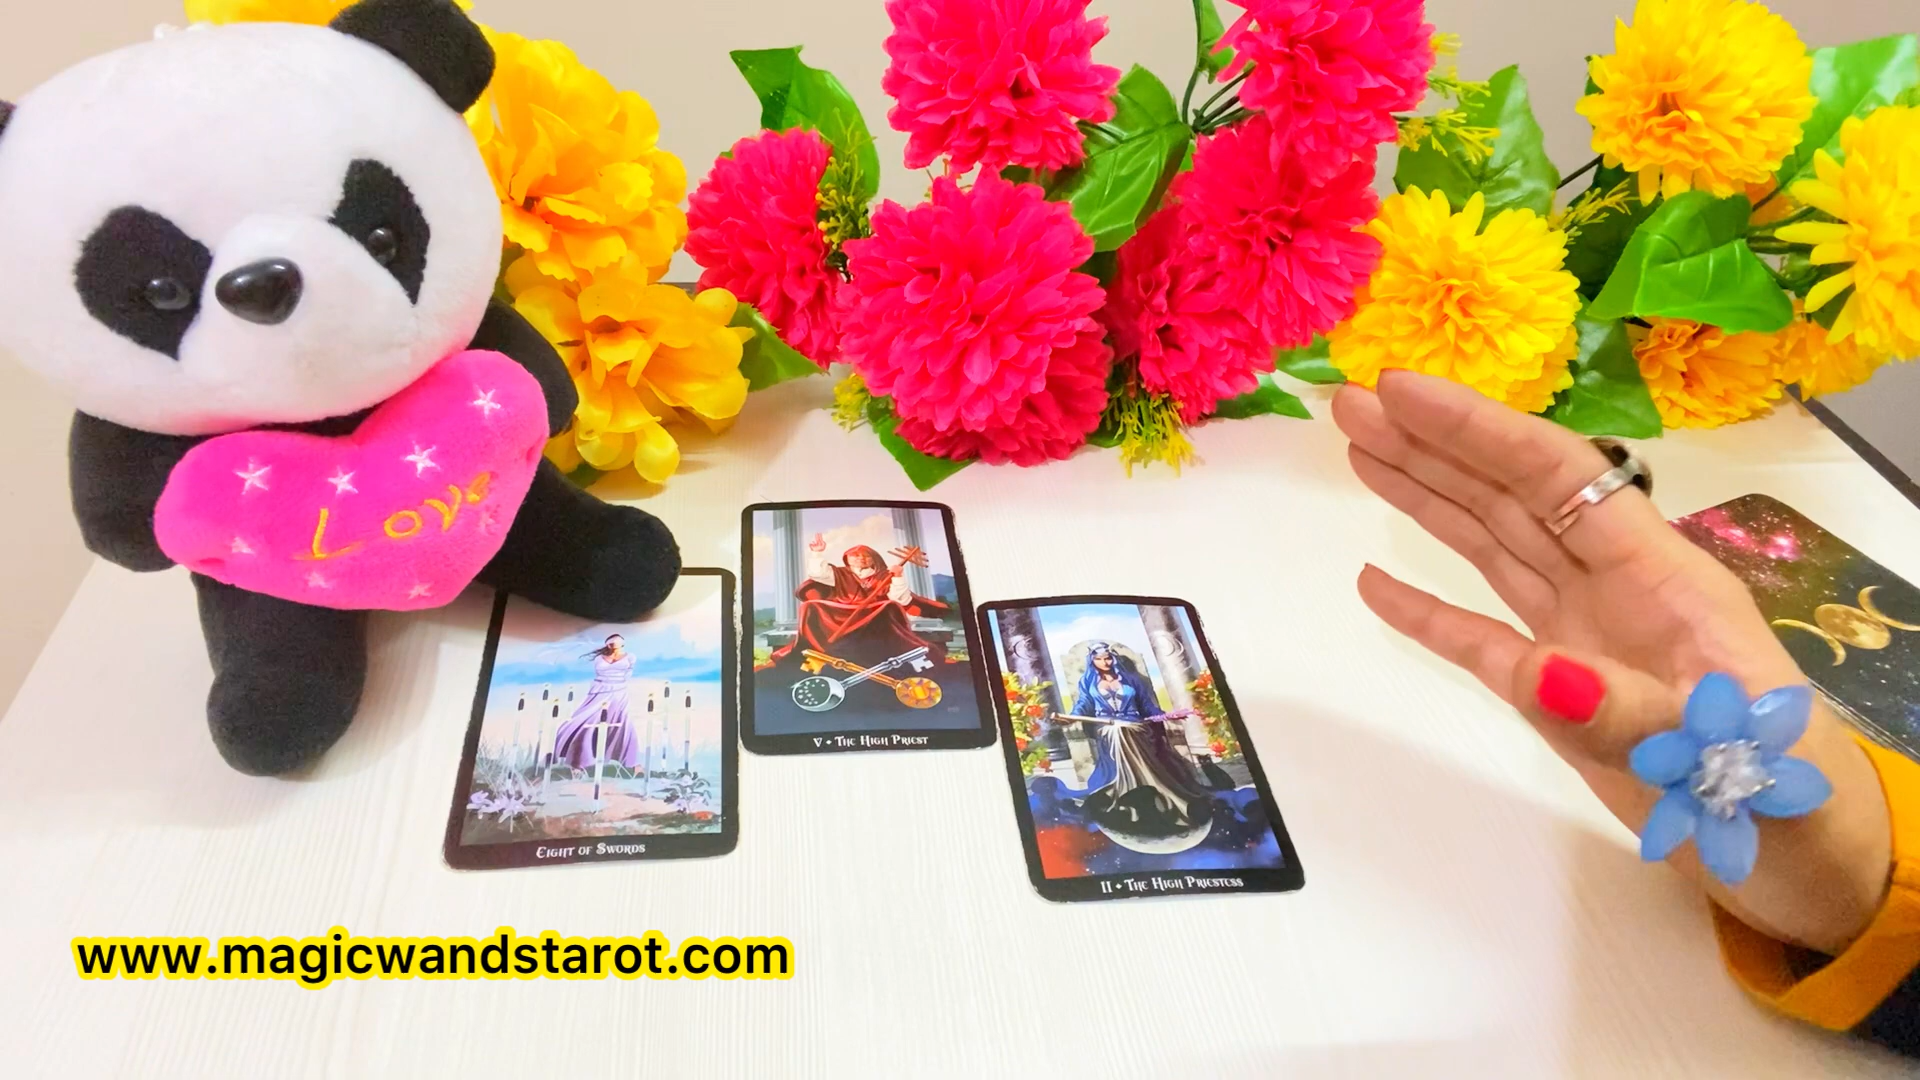 Love
V • The High Priest
Eight of Swords
II • The High Priestess
www.magicwandstarot.com